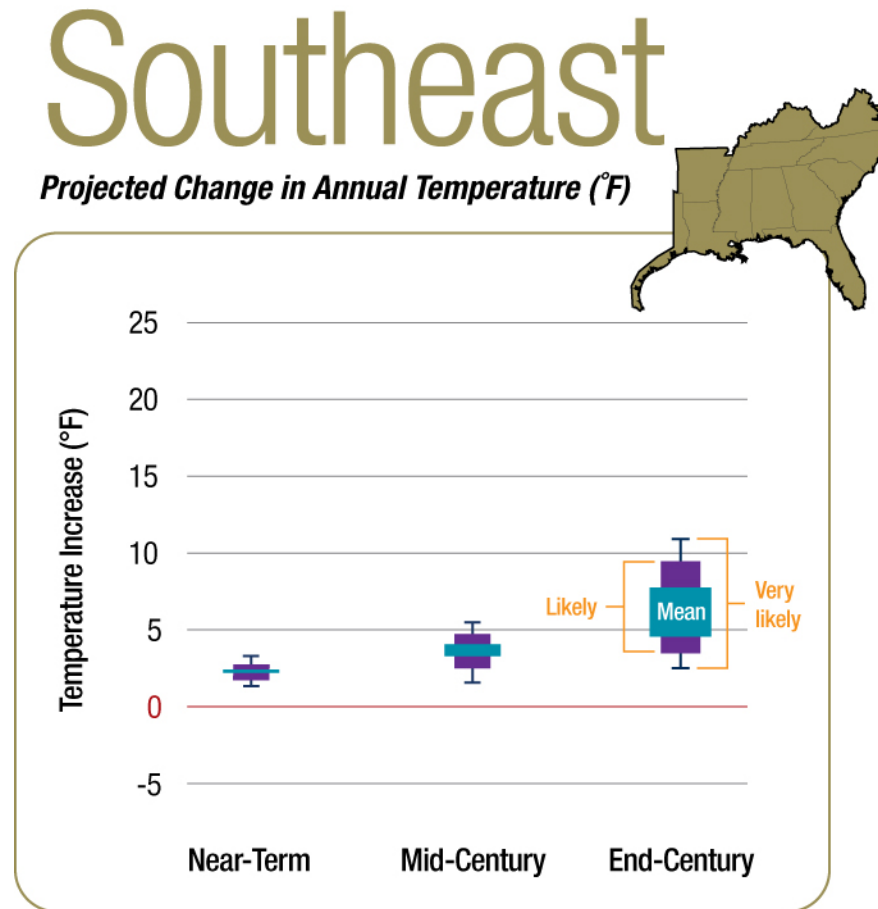 Southeast
Projected Change in Annual Temperature (°F)
Temperature Increase (°F)
25
20
15
10
5
0
-5
Likely
Mean
Very
likely
Near-Term
Mid-Century
End-Century